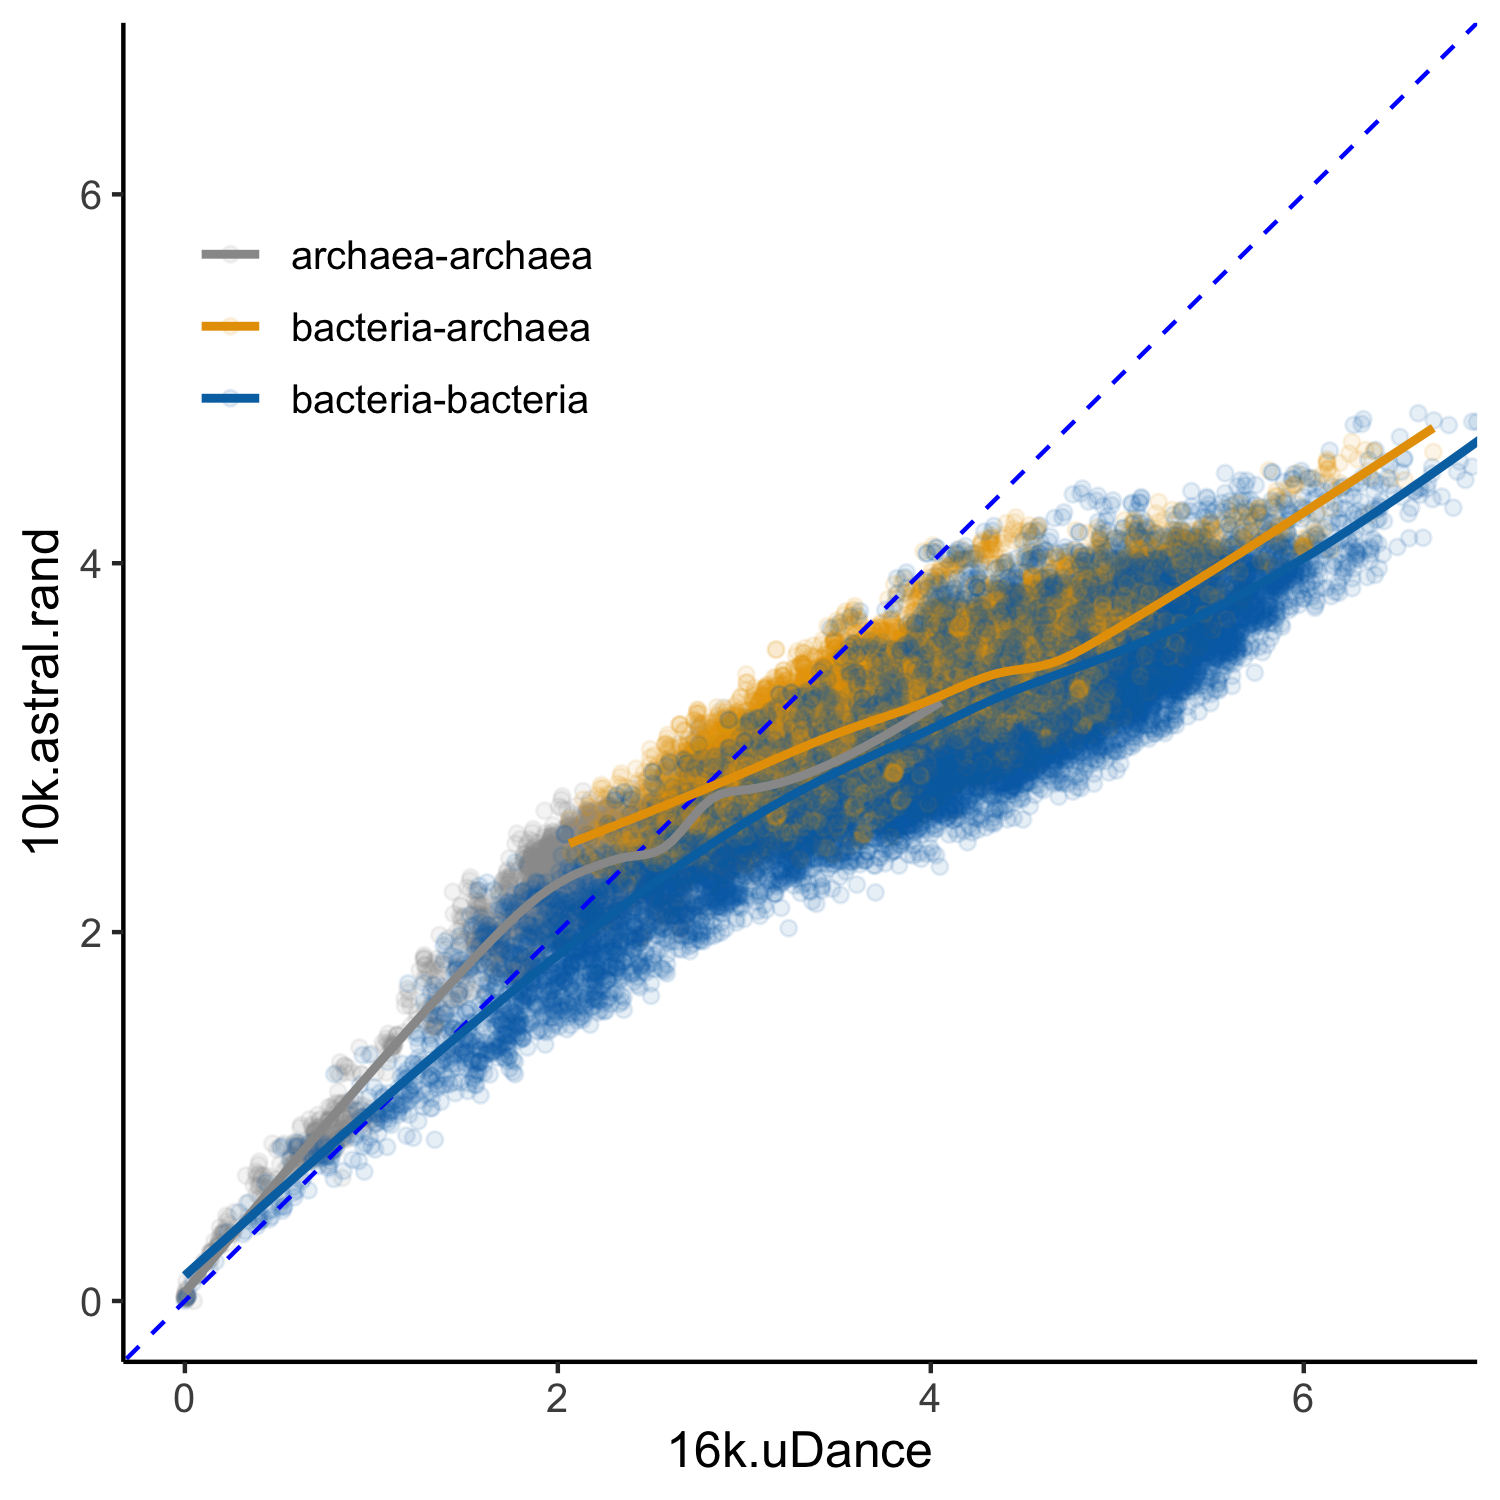 6
4
2
0
10k.astral.rand
archaea-archaea
bacteria-archaea
bacteria-bacteria
0 2 4 6
16k.uDance